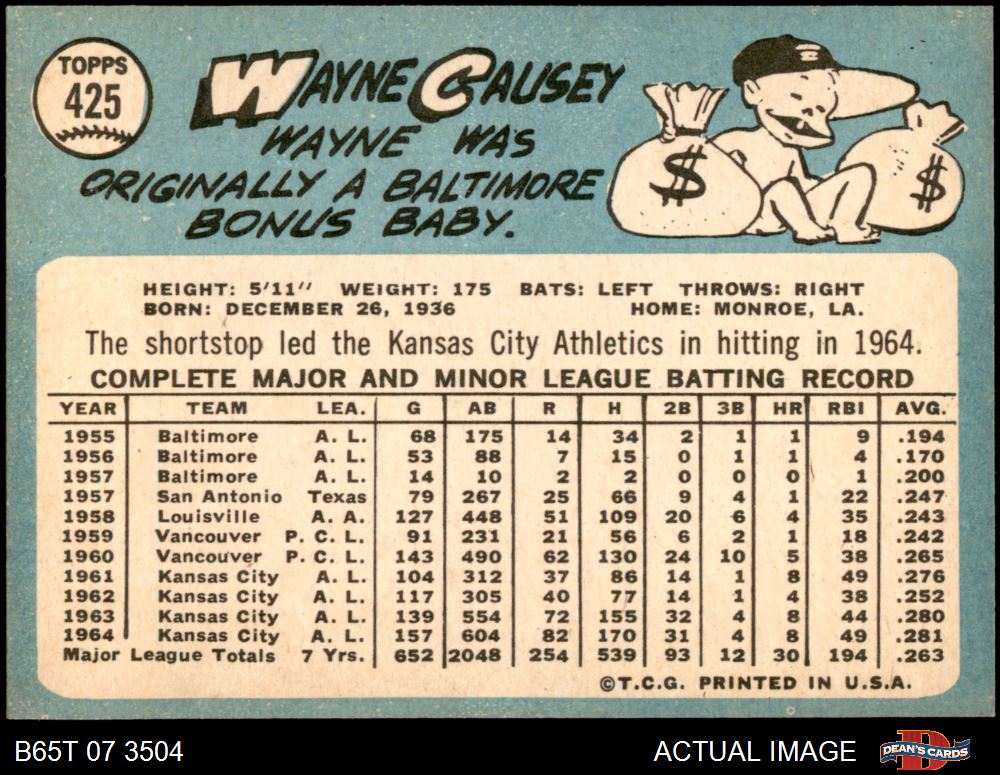 TOPPS
425
WAYNE CAUSEY
WAYNE WAS
ORIGINALLY A BALTIMORE
BONUS BABY.
B
$
$
HEIGHT: 5'11" WEIGHT: 175 BATS: LEFT THROWS: RIGHT
BORN: DECEMBER 26, 1936 HOME: MONROE, LA.
The shortstop led the Kansas City Athletics in hitting in 1964.
COMPLETE MAJOR AND MINOR LEAGUE BATTING RECORD
YEAR TEAM LEA. G AB R H 2B 3B HR RBI AVG.
1955 Baltimore A. L. 68 175 14 34 2 1 1 9 .194
1956 Baltimore A. L. 53 88 7 15 0 1 1 4 .170
1957 Baltimore A. L. 14 10 2 2 0 0 0 1 .200
1957 San Antonio Texas 79 267 25 66 9 4 1 22 .247
1958 Louisville A. A. 127 448 51 109 20 6 4 35 .243
1959 Vancouver P. C. L. 91 231 21 56 6 2 1 18 .242
1960 Vancouver P. C. L. 143 490 62 130 24 10 5 38 .265
1961 Kansas City A. L. 104 312 37 86 14 1 8 49 .276
1962 Kansas City A. L. 117 305 40 77 14 1 4 38 .252
1963 Kansas City A. L. 139 554 72 155 32 4 8 44 .280
1964 Kansas City A. L. 157 604 82 170 31 4 8 49 .281
Major League Totals 7 Yrs. 652 2048 254 539 93 12 30 194 .263
©T.C.G. PRINTED IN U.S.A.
B65T 07 3504 ACTUAL IMAGE D DEAN'S CARDS